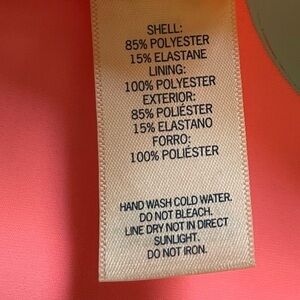 SHELL:
85% POLYESTER
15% ELASTANE
LINING:
100% POLYESTER
EXTERIOR:
85% POLIÉSTER
15% ELASTANO
FORRO:
100% POLIÉSTER
HAND WASH COLD WATER.
DO NOT BLEACH.
LINE DRY NOT IN DIRECT
SUNLIGHT.
DO NOT IRON.